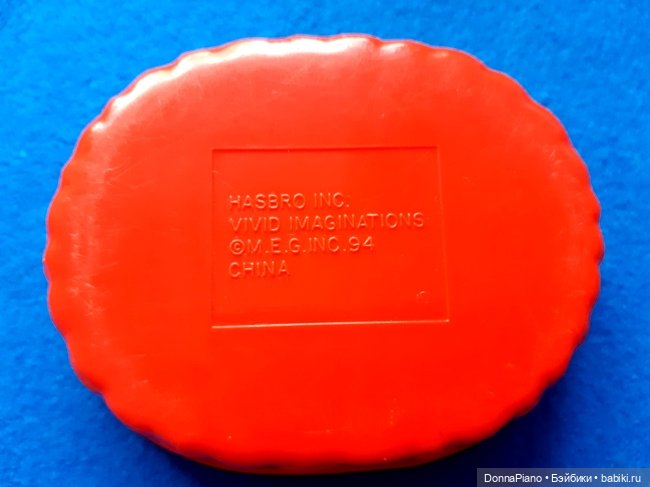 HASBRO INC.
VIVID IMAGINATIONS
©M.E.G.INC.94
CHINA
DonnaPiano • Бэйбики • babiki.ru